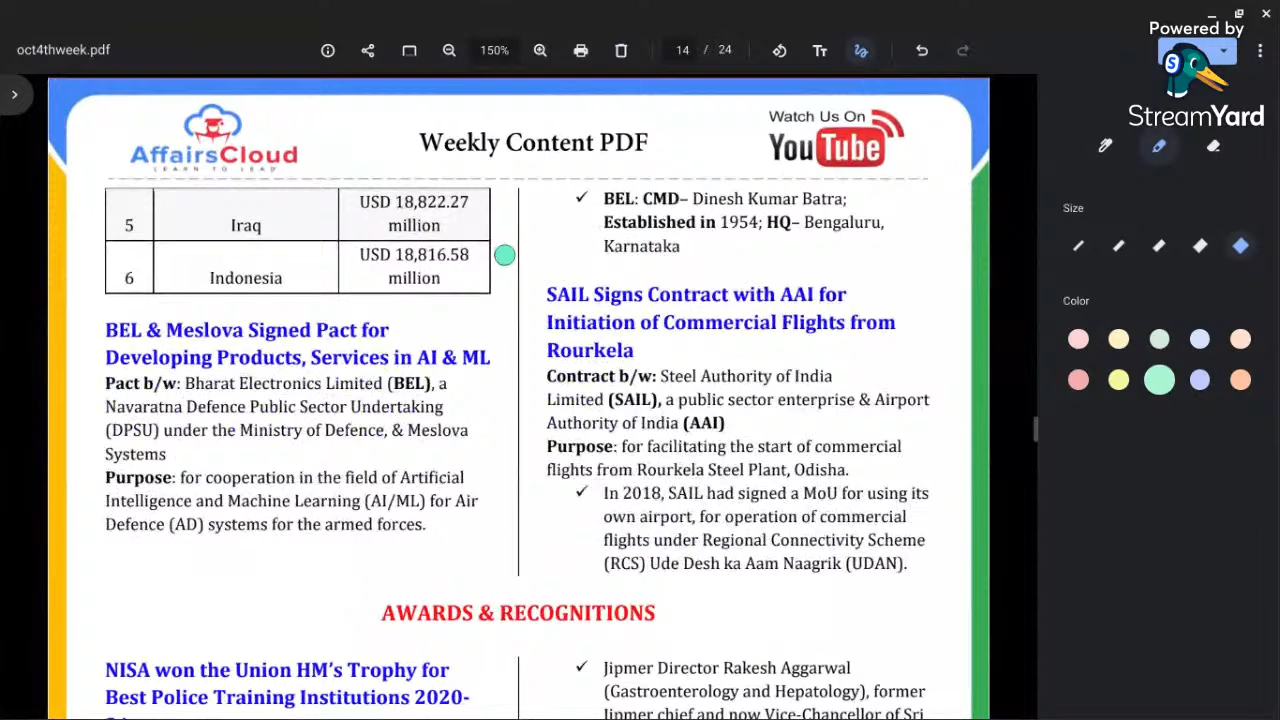 oct4thweek.pdf
150%
14 / 24
Powered by
StreamYard
AffairsCloud
LEARN TO LEAD
Weekly Content PDF
Watch Us On
YouTube
5 Iraq USD 18,822.27 million
6 Indonesia USD 18,816.58 million
BEL & Meslova Signed Pact for
Developing Products, Services in AI & ML
Pact b/w: Bharat Electronics Limited (BEL), a
Navaratna Defence Public Sector Undertaking
(DPSU) under the Ministry of Defence, & Meslova
Systems
Purpose: for cooperation in the field of Artificial
Intelligence and Machine Learning (AI/ML) for Air
Defence (AD) systems for the armed forces.
✓ BEL: CMD– Dinesh Kumar Batra;
Established in 1954; HQ– Bengaluru,
Karnataka
SAIL Signs Contract with AAI for
Initiation of Commercial Flights from
Rourkela
Contract b/w: Steel Authority of India
Limited (SAIL), a public sector enterprise & Airport
Authority of India (AAI)
Purpose: for facilitating the start of commercial
flights from Rourkela Steel Plant, Odisha.
✓ In 2018, SAIL had signed a MoU for using its
own airport, for operation of commercial
flights under Regional Connectivity Scheme
(RCS) Ude Desh ka Aam Naagrik (UDAN).
AWARDS & RECOGNITIONS
NISA won the Union HM's Trophy for
Best Police Training Institutions 2020-
✓ Jipmer Director Rakesh Aggarwal
(Gastroenterology and Hepatology), former
Jipmer chief and now Vice-Chancellor of Sri
Size
Color